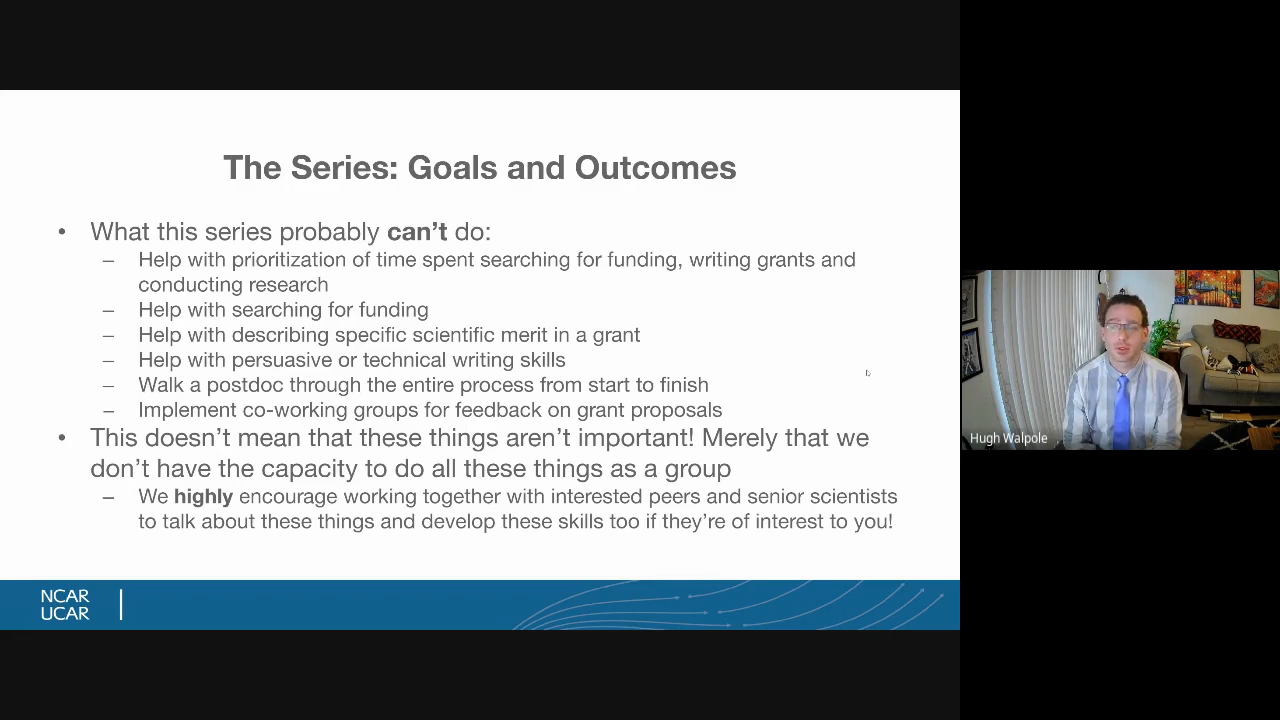 The Series: Goals and Outcomes
• What this series probably can't do:
– Help with prioritization of time spent searching for funding, writing grants and
conducting research
– Help with searching for funding
– Help with describing specific scientific merit in a grant
– Help with persuasive or technical writing skills
– Walk a postdoc through the entire process from start to finish
– Implement co-working groups for feedback on grant proposals
• This doesn't mean that these things aren't important! Merely that we
don't have the capacity to do all these things as a group
– We highly encourage working together with interested peers and senior scientists
to talk about these things and develop these skills too if they're of interest to you!
NCAR
UCAR
Hugh Walpole